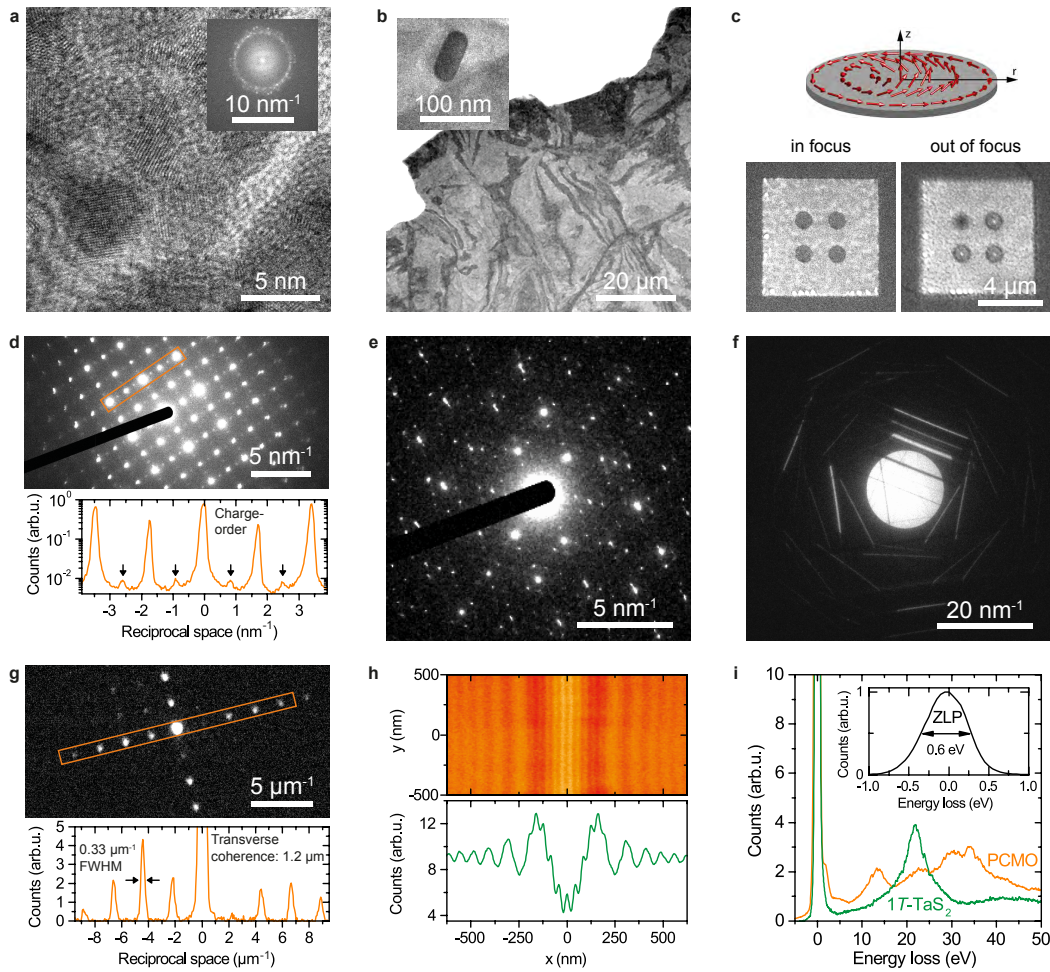 a
10 nm⁻¹
5 nm
b
100 nm
20 µm
c
z
r
in focus
out of focus
4 µm
d
5 nm⁻¹
10⁰
10⁻¹
10⁻²
Counts (arb.u.)
Charge-
order
-3 -2 -1 0 1 2 3
Reciprocal space (nm⁻¹)
e
5 nm⁻¹
f
20 nm⁻¹
g
5 µm⁻¹
5
4
3
2
1
0
Counts (arb.u.)
0.33 µm⁻¹
FWHM
Transverse
coherence: 1.2 µm
-8 -6 -4 -2 0 2 4 6 8
Reciprocal space (µm⁻¹)
h
500
0
-500
y (nm)
12
8
4
Counts (arb.u.)
-500 -250 0 250 500
x (nm)
i
10
8
6
4
2
0
Counts (arb.u.)
1
0
Counts (arb.u.)
ZLP
0.6 eV
-1.0 -0.5 0.0 0.5 1.0
Energy loss (eV)
PCMO
1T-TaS₂
0 10 20 30 40 50
Energy loss (eV)